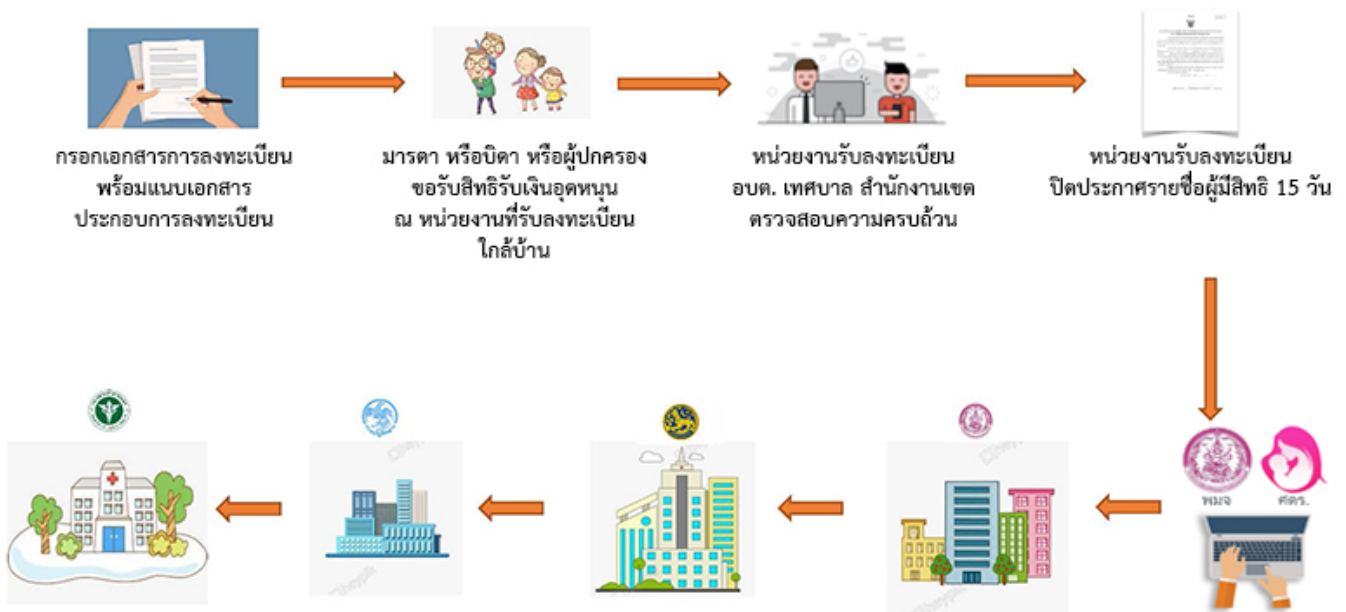 กรอกเอกสารการลงทะเบียน
พร้อมแนบเอกสาร
ประกอบการลงทะเบียน
มารดา หรือบิดา หรือผู้ปกครอง
ขอรับสิทธิรับเงินอุดหนุน
ณ หน่วยงานที่รับลงทะเบียน
ใกล้บ้าน
หน่วยงานรับลงทะเบียน
อบต. เทศบาล สำนักงานเขต
ตรวจสอบความครบถ้วน
หน่วยงานรับลงทะเบียน
ปิดประกาศรายชื่อผู้มีสิทธิ 15 วัน
พมจ